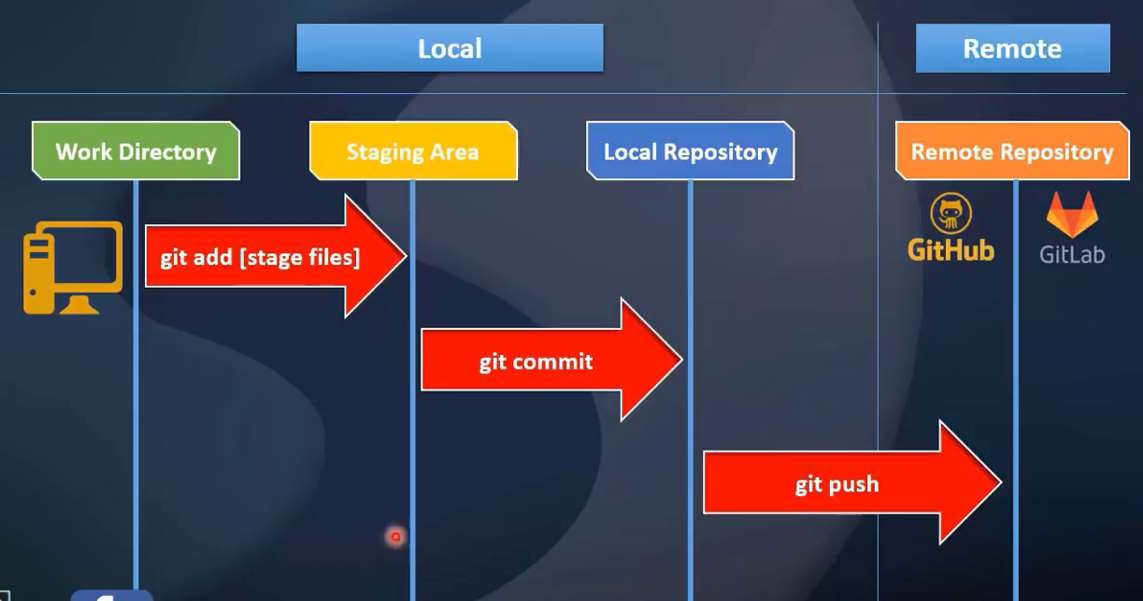 Local
Remote
Work Directory
Staging Area
Local Repository
Remote Repository
GitHub
GitLab
git add [stage files]
git commit
git push